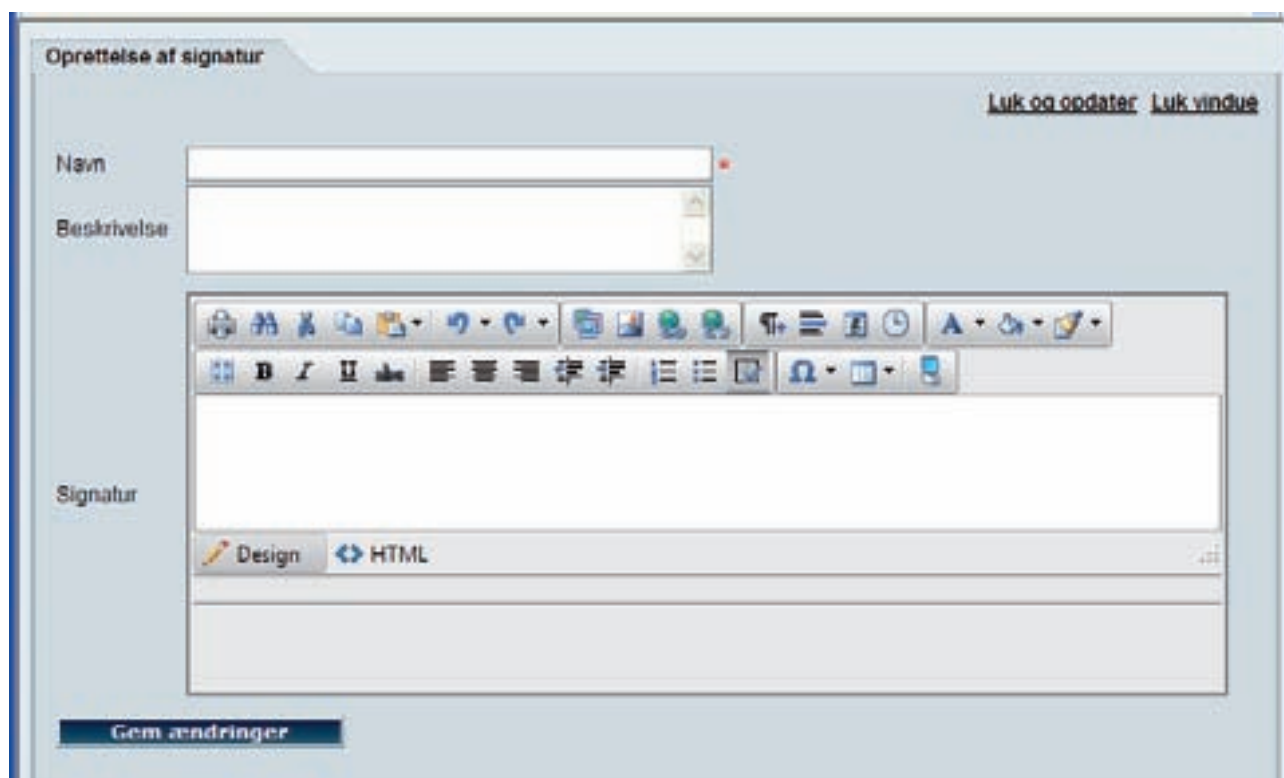 Oprettelse af signatur
Luk og opdater Luk vindue
Navn *
Beskrivelse
Signatur
Design HTML
Gem ændringer